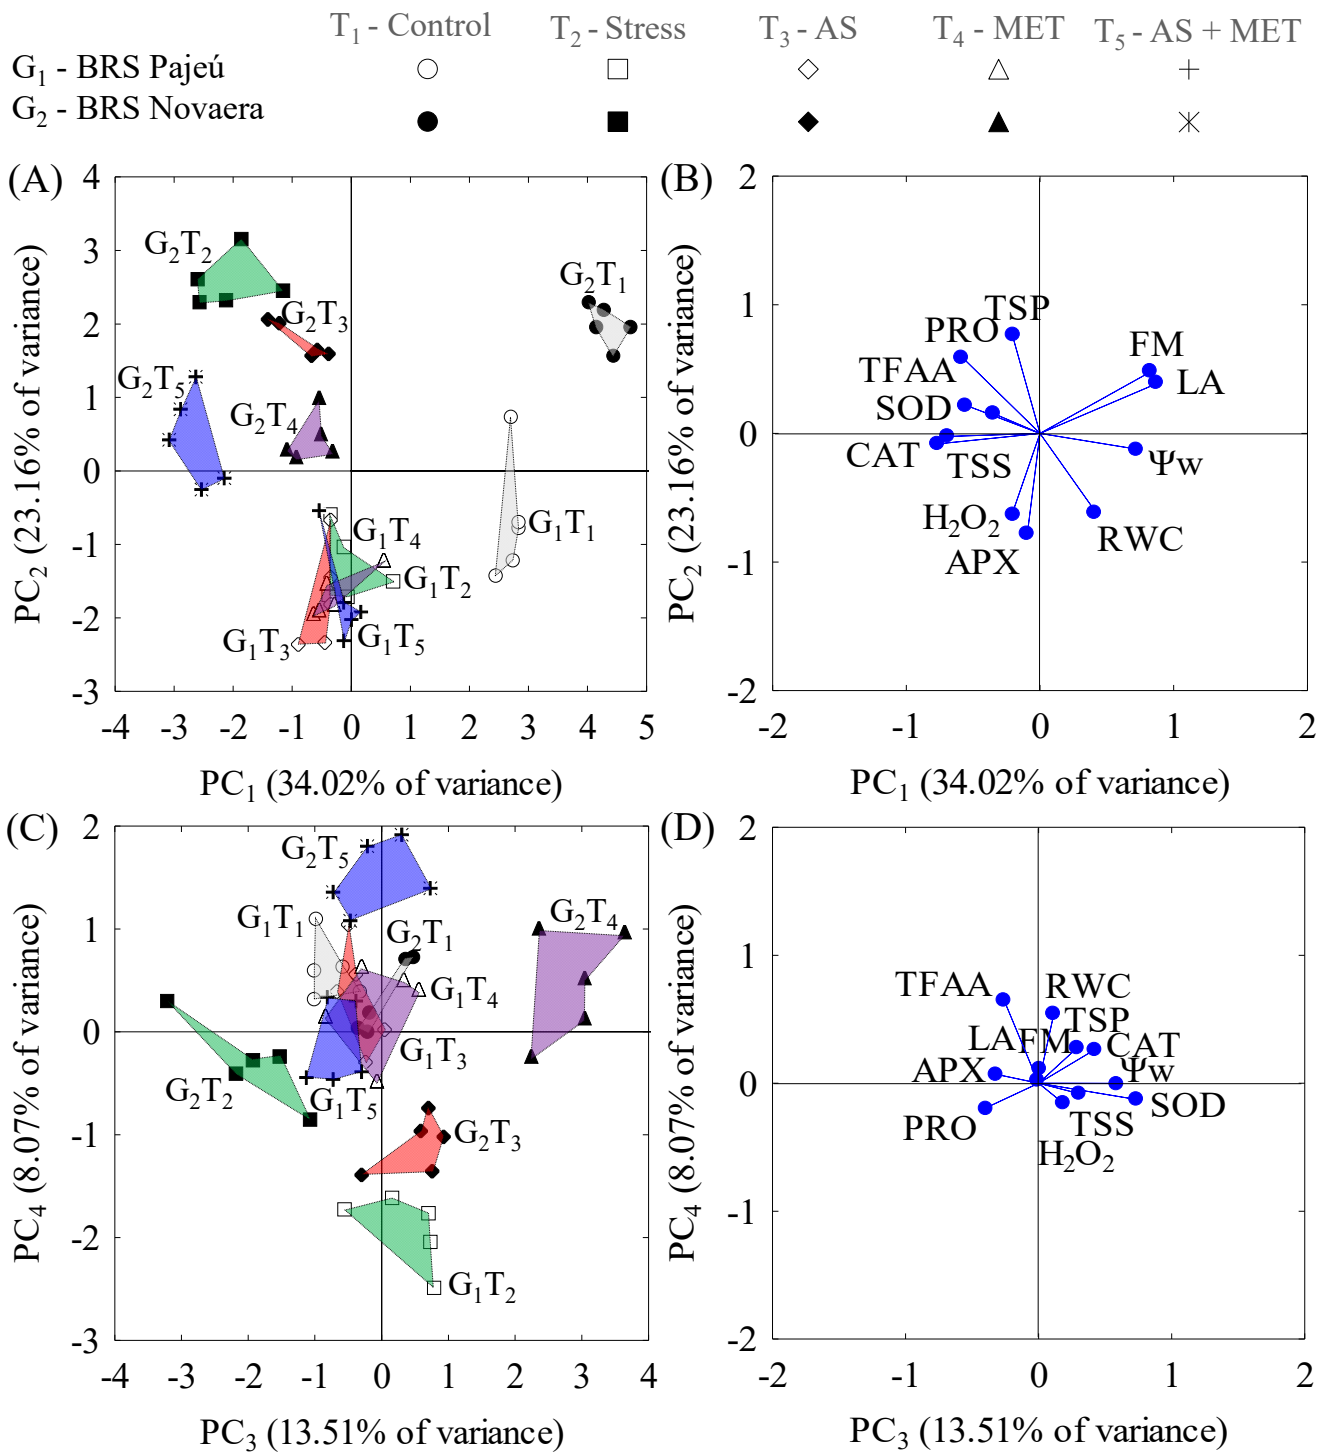 T₁ - Control T₂ - Stress T₃ - AS T₄ - MET T₅ - AS + MET
G₁ - BRS Pajeú
G₂ - BRS Novaera
(A)
4
3
2
1
0
-1
-2
-3
-4 -3 -2 -1 0 1 2 3 4 5
PC₂ (23.16% of variance)
PC₁ (34.02% of variance)
G₂T₂
G₂T₁
G₂T₃
G₂T₅
G₂T₄
G₁T₄
G₁T₁
G₁T₂
G₁T₃
G₁T₅
(B)
2
1
0
-1
-2
-2 -1 0 1 2
PC₂ (23.16% of variance)
PC₁ (34.02% of variance)
TSP
PRO
FM
TFAA
LA
SOD
CAT
TSS
Ψw
H₂O₂
RWC
APX
(C)
2
1
0
-1
-2
-3
-4 -3 -2 -1 0 1 2 3 4
PC₄ (8.07% of variance)
PC₃ (13.51% of variance)
G₂T₅
G₁T₁
G₂T₁
G₂T₄
G₁T₄
G₁T₃
G₂T₂
G₁T₅
G₂T₃
G₁T₂
(D)
2
1
0
-1
-2
-2 -1 0 1 2
PC₄ (8.07% of variance)
PC₃ (13.51% of variance)
TFAA
RWC
TSP
LA
FM
CAT
APX
Ψw
SOD
PRO
TSS
H₂O₂